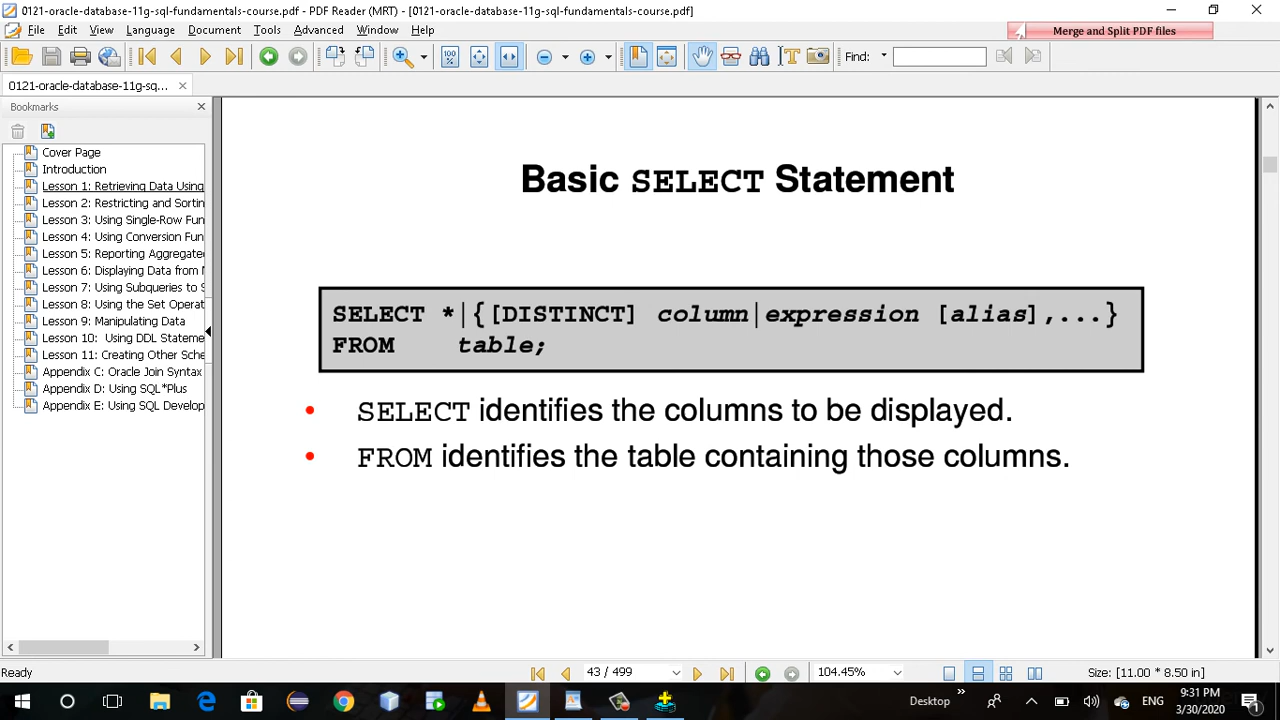 0121-oracle-database-11g-sql-fundamentals-course.pdf - PDF Reader (MRT) - [0121-oracle-database-11g-sql-fundamentals-course.pdf]
File Edit View Language Document Tools Advanced Window Help
Merge and Split PDF files
Find:
0121-oracle-database-11g-sq...
Bookmarks
Cover Page
Introduction
Lesson 1: Retrieving Data Using
Lesson 2: Restricting and Sortin
Lesson 3: Using Single-Row Fun
Lesson 4: Using Conversion Fun
Lesson 5: Reporting Aggregate
Lesson 6: Displaying Data from M
Lesson 7: Using Subqueries to S
Lesson 8: Using the Set Operat
Lesson 9: Manipulating Data
Lesson 10: Using DDL Stateme
Lesson 11: Creating Other Sche
Appendix C: Oracle Join Syntax
Appendix D: Using SQL*Plus
Appendix E: Using SQL Develop
Basic SELECT Statement
SELECT *|{[DISTINCT] column|expression [alias],...}
FROM table;
• SELECT identifies the columns to be displayed.
• FROM identifies the table containing those columns.
Ready
43 / 499
104.45%
Size: [11.00 * 8.50 in]
Desktop
ENG
9:31 PM
3/30/2020